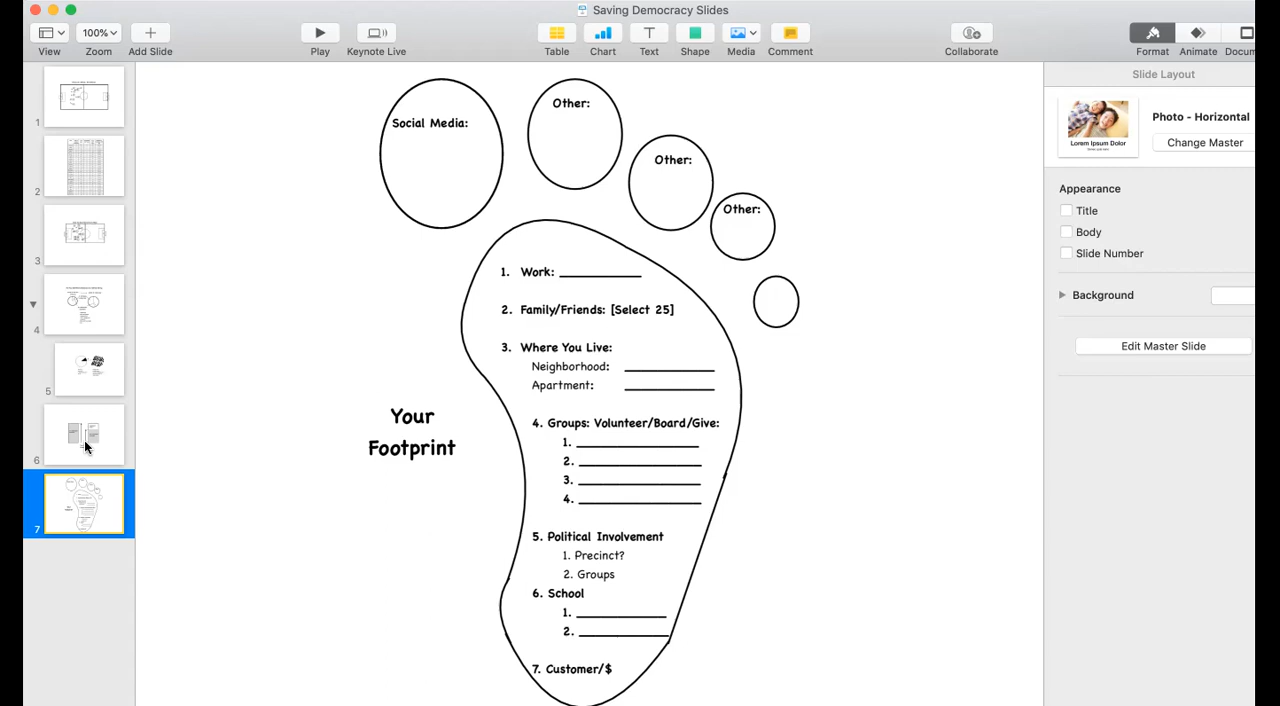 Saving Democracy Slides
100%
View Zoom Add Slide Play Keynote Live Table Chart Text Shape Media Comment Collaborate Format Animate
Slide Layout
Photo - Horizontal
Change Master
Lorem Ipsum Dolor
Appearance
Title
Body
Slide Number
Background
Edit Master Slide
1
2
3
4
5
6
7
Social Media:
Other:
Other:
Other:
1. Work:
2. Family/Friends: [Select 25]
3. Where You Live:
Neighborhood:
Apartment:
4. Groups: Volunteer/Board/Give:
1.
2.
3.
4.
5. Political Involvement
1. Precinct?
2. Groups
6. School
1.
2.
7. Customer/$
Your
Footprint